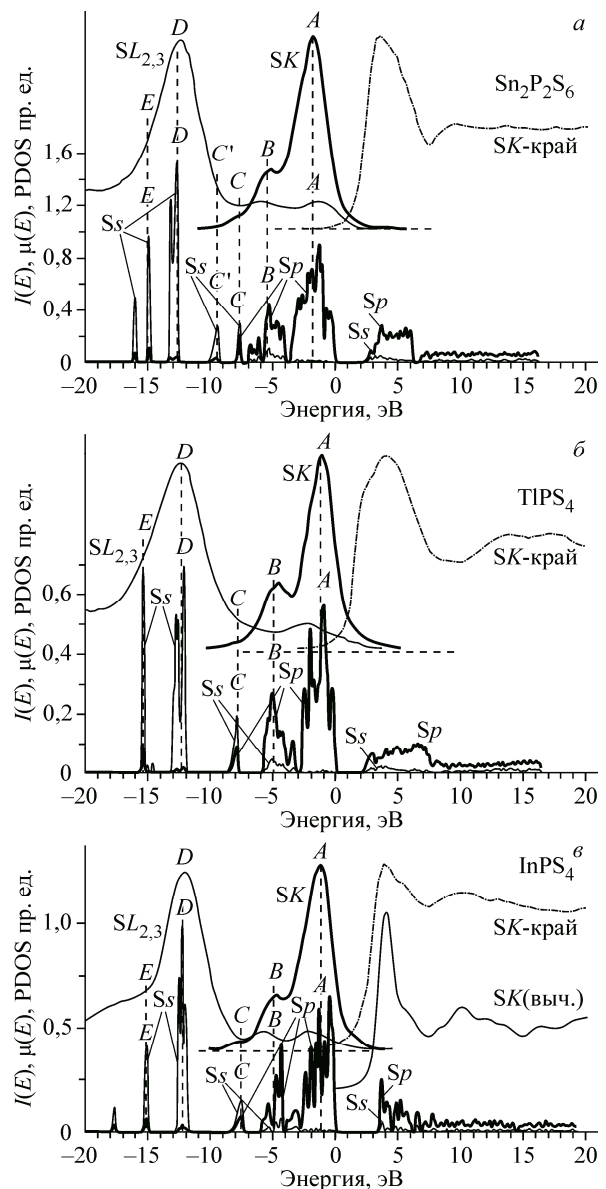 а
D
A
SL2,3
SK
Sn2P2S6
SK-край
E
D
C'
C
B
A
E
Ss
Ss
C'
C
B
Sp
Sp
Ss
I(E), μ(E), PDOS пр. ед.
1,6
1,2
0,8
0,4
0
–20 –15 –10 –5 0 5 10 15 20
Энергия, эВ
б
D
A
SK
TlPS4
SK-край
E
SL2,3
D
B
A
C
Ss
B
Sp
Ss
C
Ss
Sp
I(E), μ(E), PDOS пр. ед.
0,6
0,4
0,2
0
–20 –15 –10 –5 0 5 10 15 20
Энергия, эВ
в
D
A
InPS4
SK
SL2,3
D
SK-край
E
B
A
Ss
SK(выч.)
C
B
Sp
E
Ss
C
Sp
Ss
I(E), μ(E), PDOS пр. ед.
1,0
0,5
0
–20 –15 –10 –5 0 5 10 15 20
Энергия, эВ